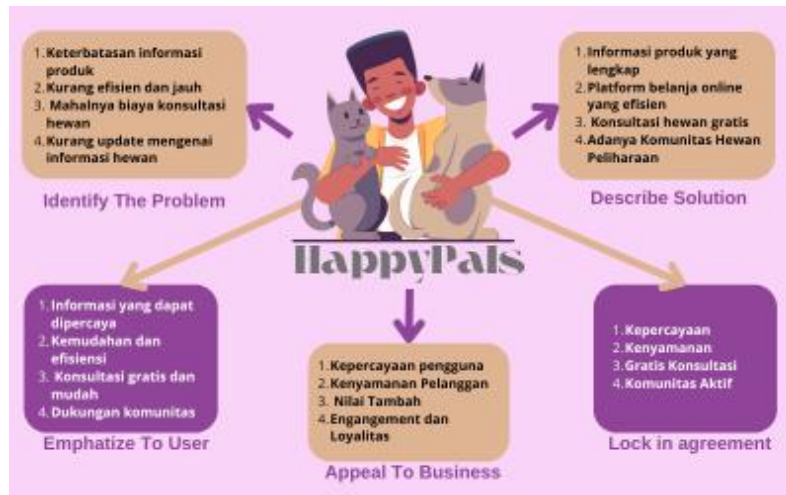 1. Keterbatasan informasi
produk
2. Kurang efisien dan jauh
3. Mahalnya biaya konsultasi
hewan
4. Kurang update mengenai
informasi hewan
Identify The Problem
1. Informasi produk yang
lengkap
2. Platform belanja online
yang efisien
3. Konsultasi hewan gratis
4. Adanya Komunitas Hewan
Peliharaan
Describe Solution
HappyPals
1. Informasi yang dapat
dipercaya
2. Kemudahan dan
efisiensi
3. Konsultasi gratis dan
mudah
4. Dukungan komunitas
Emphatize To User
1. Kepercayaan pengguna
2. Kenyamanan Pelanggan
3. Nilai Tambah
4. Engangement dan
Loyalitas
Appeal To Business
1. Kepercayaan
2. Kenyamanan
3. Gratis Konsultasi
4. Komunitas Aktif
Lock in agreement